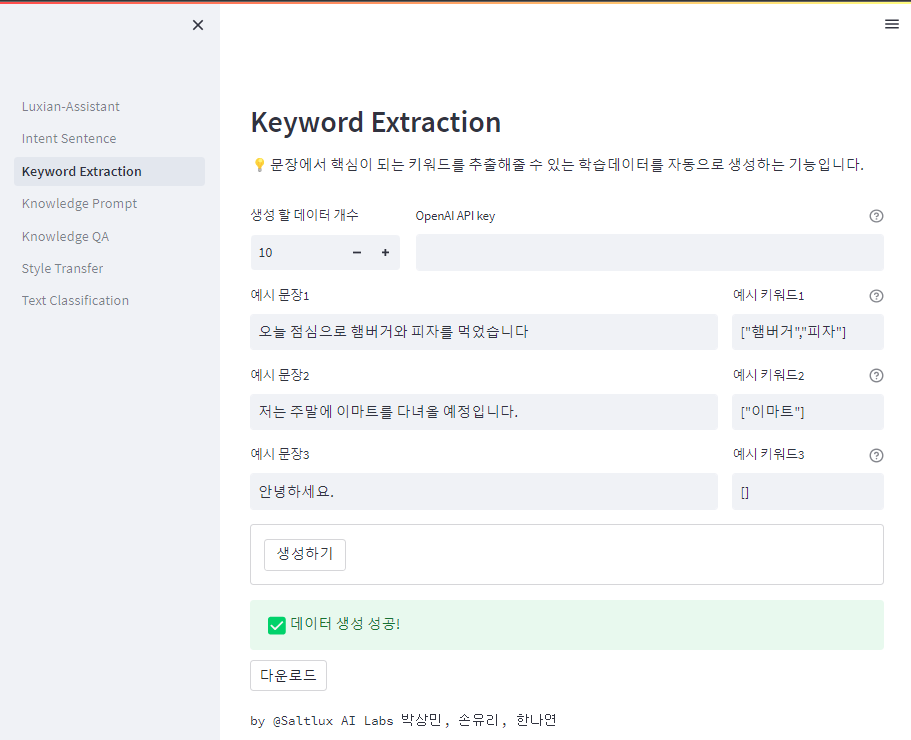 Luxian-Assistant
Intent Sentence
Keyword Extraction
Knowledge Prompt
Knowledge QA
Style Transfer
Text Classification
Keyword Extraction
💡 문장에서 핵심이 되는 키워드를 추출해줄 수 있는 학습데이터를 자동으로 생성하는 기능입니다.
생성 할 데이터 개수 OpenAI API key
10 − +
예시 문장1 예시 키워드1
오늘 점심으로 햄버거와 피자를 먹었습니다 ["햄버거","피자"]
예시 문장2 예시 키워드2
저는 주말에 이마트를 다녀올 예정입니다. ["이마트"]
예시 문장3 예시 키워드3
안녕하세요. []
생성하기
✅ 데이터 생성 성공!
다운로드
by @Saltlux AI Labs 박상민, 손유리, 한나연